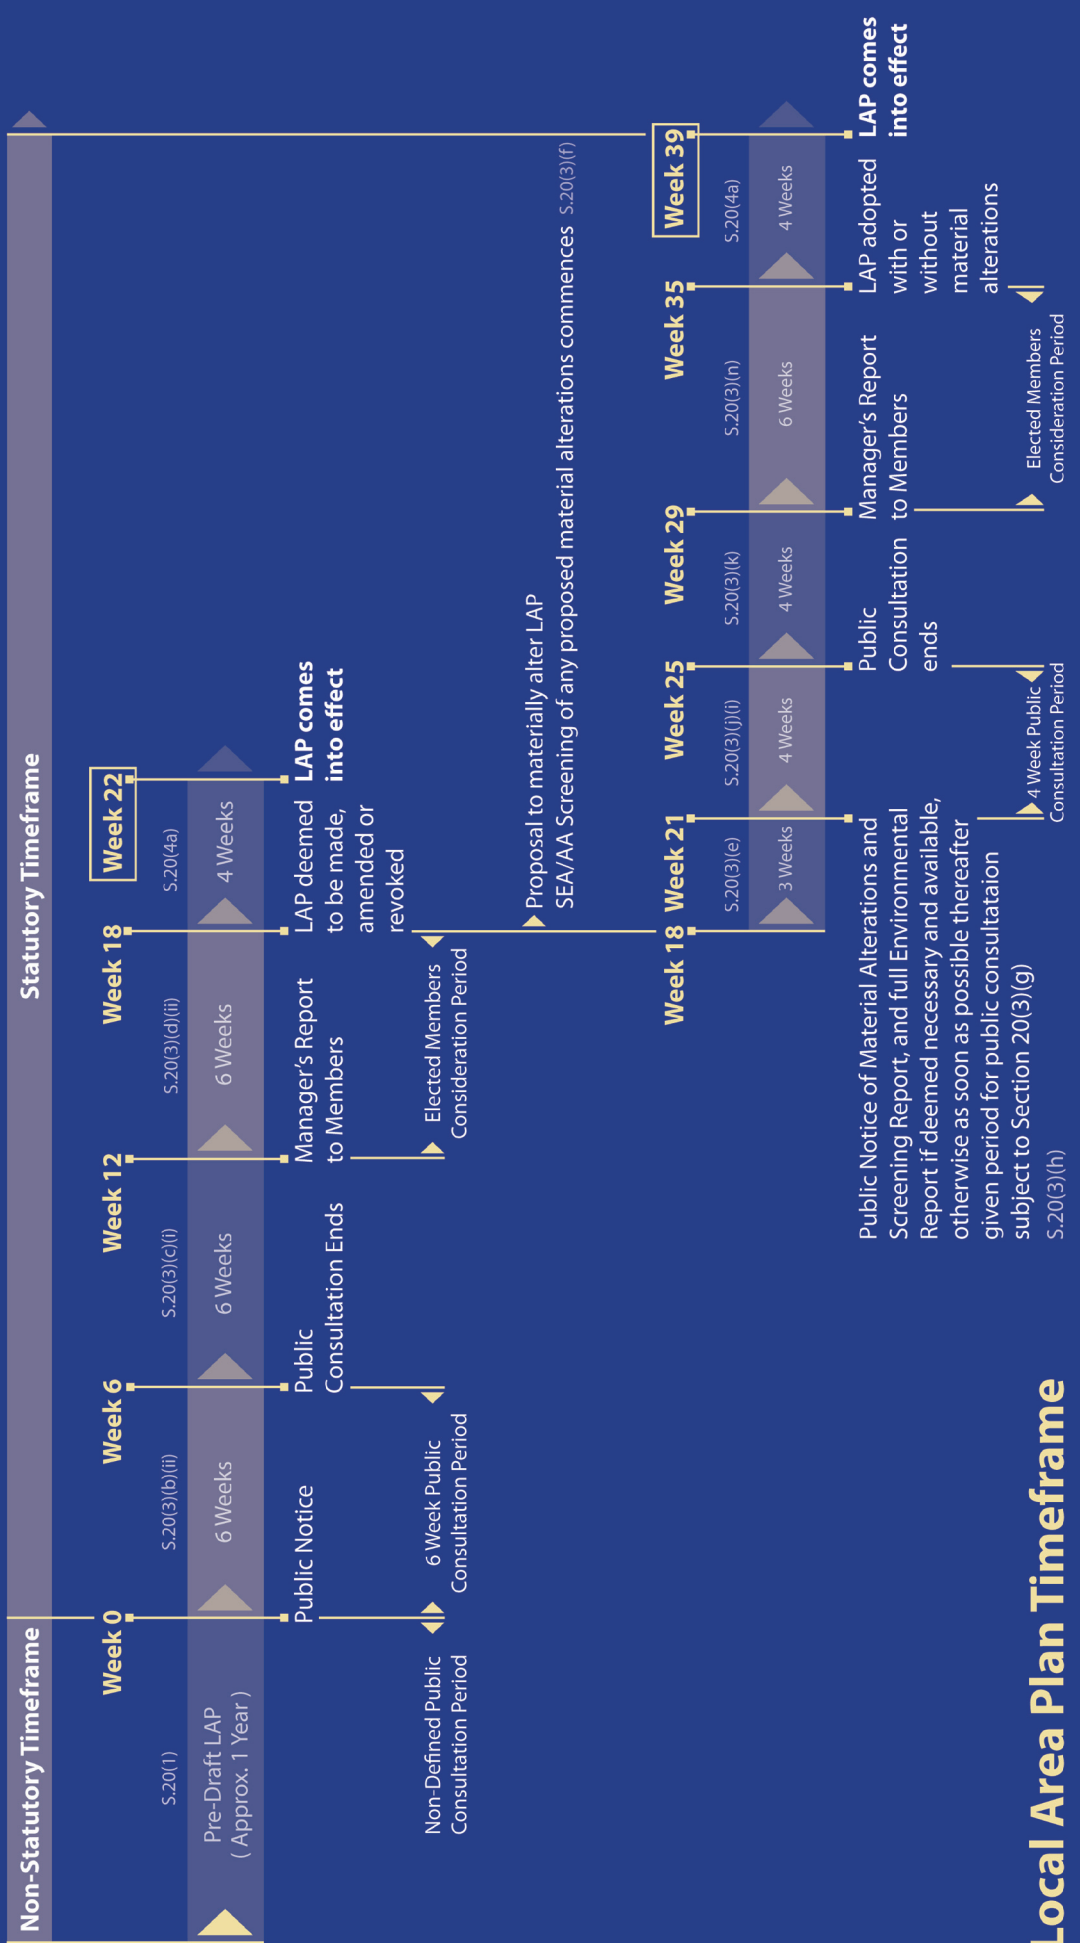 Non-Statutory Timeframe
Statutory Timeframe
Week 0
Week 6
Week 12
Week 18
Week 22
S.20(1)
S.20(3)(b)(ii)
S.20(3)(c)(i)
S.20(3)(d)(ii)
S.20(4a)
Pre-Draft LAP
( Approx. 1 Year )
6 Weeks
6 Weeks
6 Weeks
4 Weeks
Public Notice
Public
Consultation Ends
Manager's Report
to Members
LAP deemed
to be made,
amended or
revoked
LAP comes
into effect
Non-Defined Public
Consultation Period
6 Week Public
Consultation Period
Elected Members
Consideration Period
Proposal to materially alter LAP
SEA/AA Screening of any proposed material alterations commences S.20(3)(f)
Week 18
Week 21
Week 25
Week 29
Week 35
Week 39
S.20(3)(e)
S.20(3)(j)(i)
S.20(3)(k)
S.20(3)(n)
S.20(4a)
3 Weeks
4 Weeks
4 Weeks
6 Weeks
4 Weeks
Public Notice of Material Alterations and
Screening Report, and full Environmental
Report if deemed necessary and available,
otherwise as soon as possible thereafter
given period for public consultataion
subject to Section 20(3)(g)
S.20(3)(h)
Public
Consultation
ends
Manager's Report
to Members
LAP adopted
with or
without
material
alterations
LAP comes
into effect
4 Week Public
Consultation Period
Elected Members
Consideration Period
Local Area Plan Timeframe